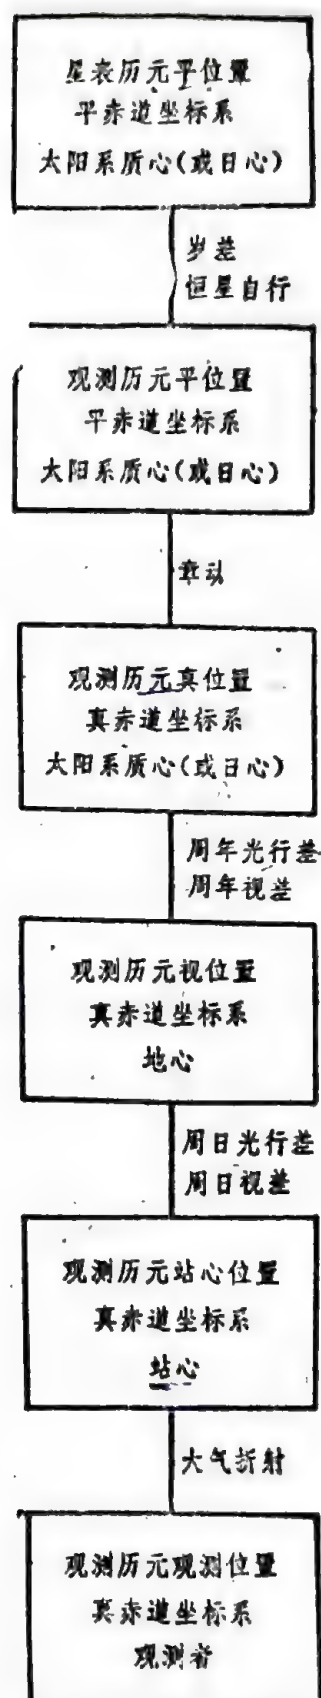 星表历元平位置
平赤道坐标系
太阳系质心(或日心)
岁差
恒星自行
观测历元平位置
平赤道坐标系
太阳系质心(或日心)
章动
观测历元真位置
真赤道坐标系
太阳系质心(或日心)
周年光行差
周年视差
观测历元视位置
真赤道坐标系
地心
周日光行差
周日视差
观测历元站心位置
真赤道坐标系
站心
大气折射
观测历元观测位置
真赤道坐标系
观测者